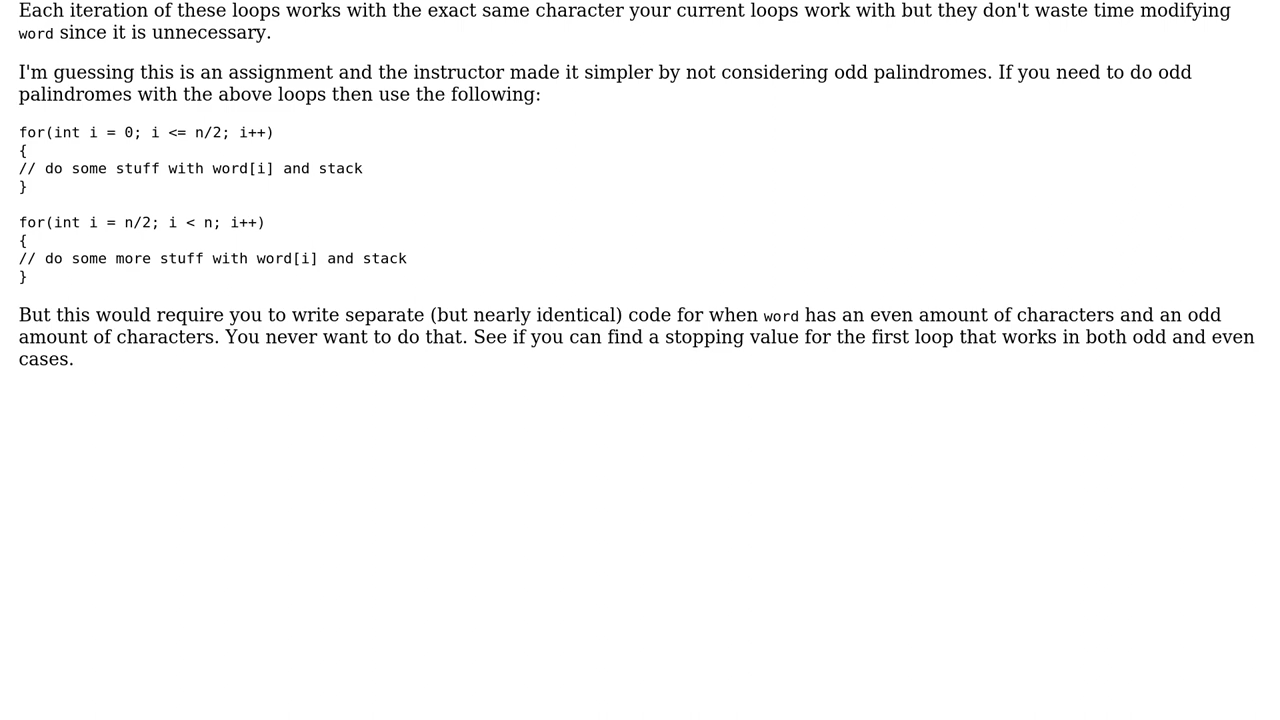 Each iteration of these loops works with the exact same character your current loops work with but they don't waste time modifying
word since it is unnecessary.
I'm guessing this is an assignment and the instructor made it simpler by not considering odd palindromes. If you need to do odd
palindromes with the above loops then use the following:
for(int i = 0; i <= n/2; i++)
{
// do some stuff with word[i] and stack
}
for(int i = n/2; i < n; i++)
{
// do some more stuff with word[i] and stack
}
But this would require you to write separate (but nearly identical) code for when word has an even amount of characters and an odd
amount of characters. You never want to do that. See if you can find a stopping value for the first loop that works in both odd and even
cases.